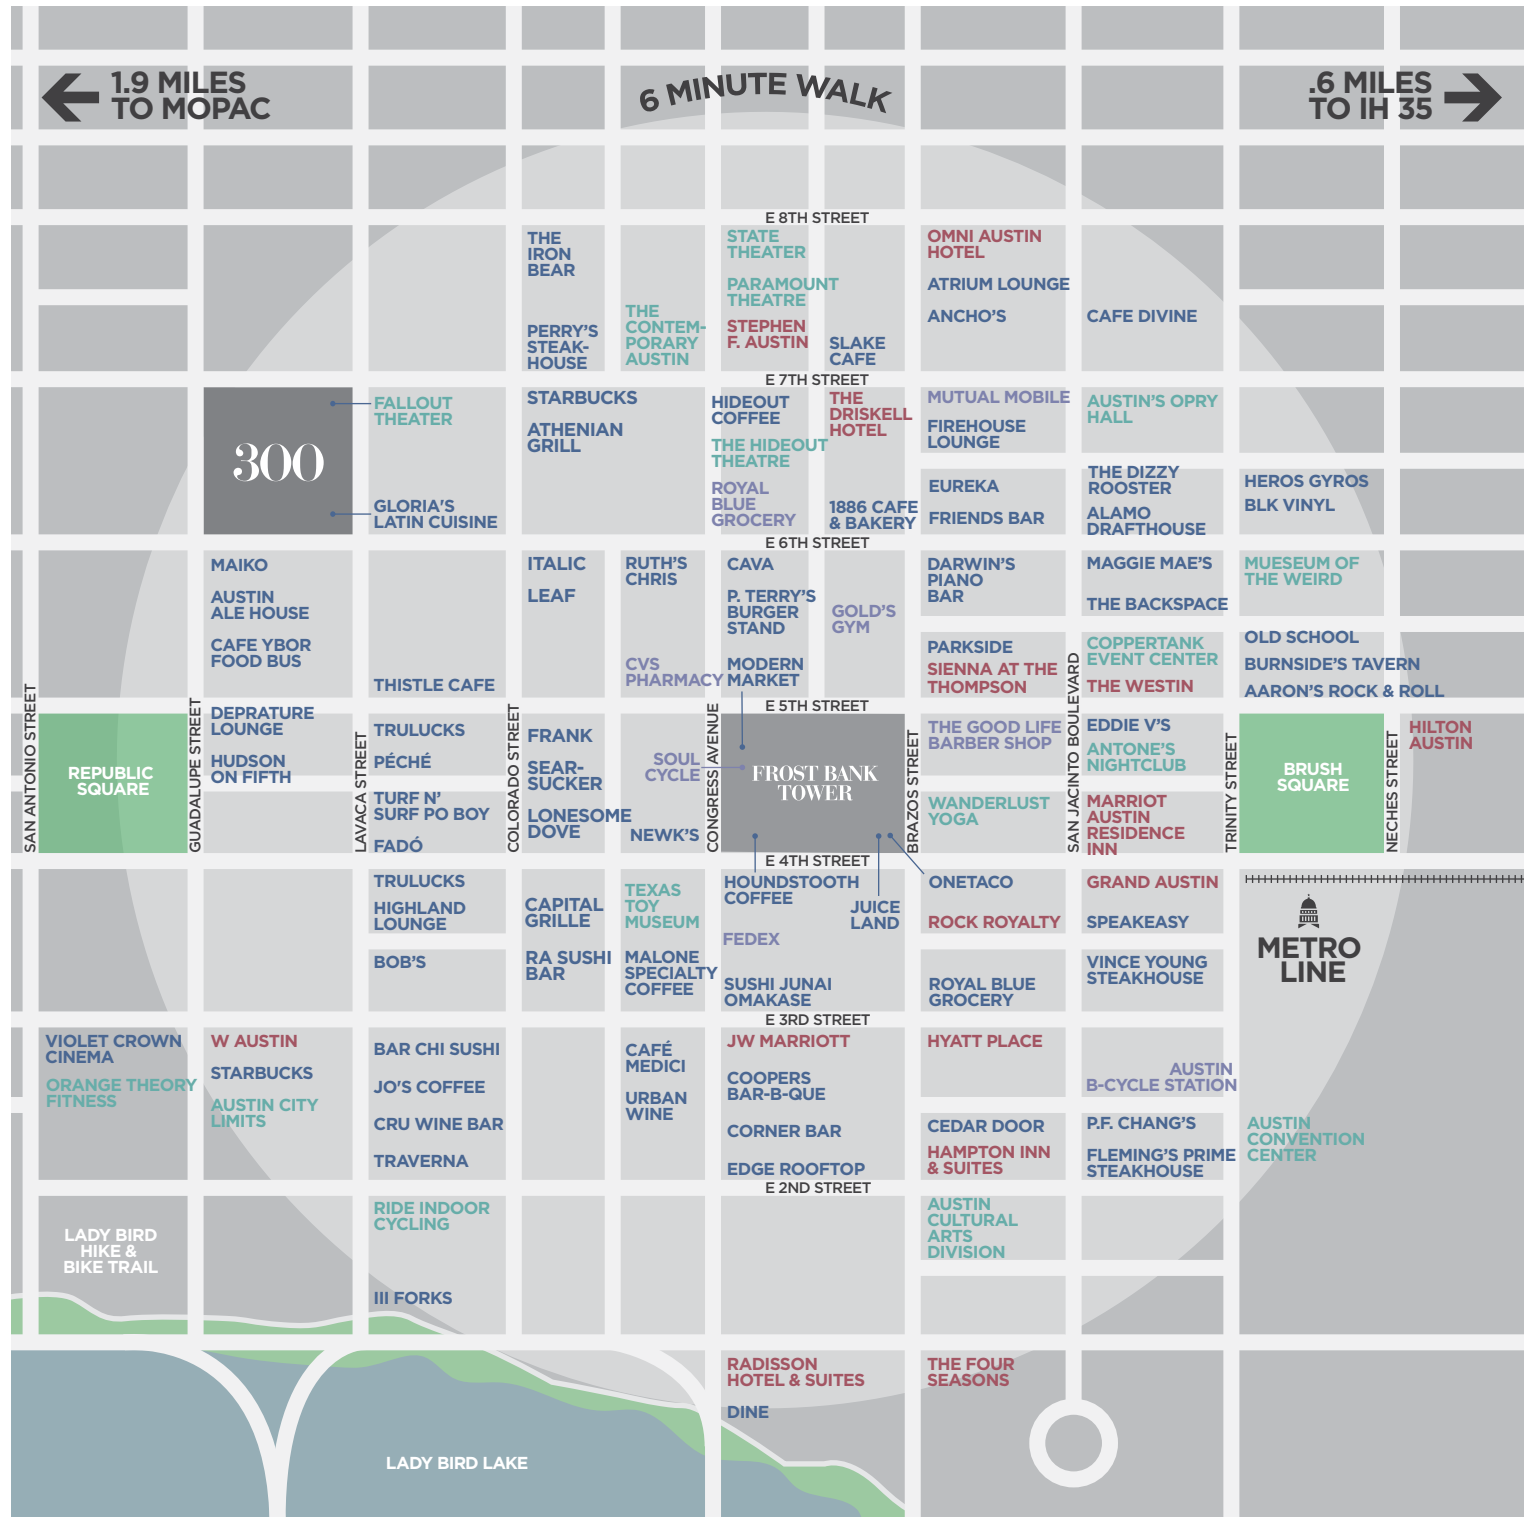 1.9 MILES
TO MOPAC
6 MINUTE WALK
.6 MILES
TO IH 35
E 8TH STREET
THE
IRON
BEAR
PERRY'S
STEAK-
HOUSE
THE
CONTEM-
PORARY
AUSTIN
STATE
THEATER
PARAMOUNT
THEATRE
STEPHEN
F. AUSTIN
SLAKE
CAFE
OMNI AUSTIN
HOTEL
ATRIUM LOUNGE
ANCHO'S
CAFE DIVINE
E 7TH STREET
300
FALLOUT
THEATER
GLORIA'S
LATIN CUISINE
STARBUCKS
ATHENIAN
GRILL
HIDEOUT
COFFEE
THE HIDEOUT
THEATRE
ROYAL
BLUE
GROCERY
THE
DRISKELL
HOTEL
1886 CAFE
& BAKERY
MUTUAL MOBILE
FIREHOUSE
LOUNGE
EUREKA
FRIENDS BAR
AUSTIN'S OPRY
HALL
THE DIZZY
ROOSTER
ALAMO
DRAFTHOUSE
HEROS GYROS
BLK VINYL
E 6TH STREET
MAIKO
AUSTIN
ALE HOUSE
CAFE YBOR
FOOD BUS
THISTLE CAFE
ITALIC
LEAF
RUTH'S
CHRIS
CVS
PHARMACY
CAVA
P. TERRY'S
BURGER
STAND
MODERN
MARKET
GOLD'S
GYM
DARWIN'S
PIANO
BAR
PARKSIDE
SIENNA AT THE
THOMPSON
MAGGIE MAE'S
THE BACKSPACE
COPPERTANK
EVENT CENTER
THE WESTIN
MUESEUM OF
THE WEIRD
OLD SCHOOL
BURNSIDE'S TAVERN
AARON'S ROCK & ROLL
E 5TH STREET
SAN ANTONIO STREET
REPUBLIC
SQUARE
GUADALUPE STREET
DEPRATURE
LOUNGE
HUDSON
ON FIFTH
LAVACA STREET
TRULUCKS
PÉCHÉ
TURF N'
SURF PO BOY
FADÓ
COLORADO STREET
FRANK
SEAR-
SUCKER
LONESOME
DOVE
SOUL
CYCLE
NEWK'S
CONGRESS AVENUE
FROST BANK
TOWER
BRAZOS STREET
THE GOOD LIFE
BARBER SHOP
WANDERLUST
YOGA
SAN JACINTO BOULEVARD
EDDIE V'S
ANTONE'S
NIGHTCLUB
MARRIOT
AUSTIN
RESIDENCE
INN
TRINITY STREET
BRUSH
SQUARE
NECHES STREET
HILTON
AUSTIN
E 4TH STREET
TRULUCKS
HIGHLAND
LOUNGE
BOB'S
CAPITAL
GRILLE
RA SUSHI
BAR
TEXAS
TOY
MUSEUM
MALONE
SPECIALTY
COFFEE
HOUNDSTOOTH
COFFEE
JUICE
LAND
FEDEX
SUSHI JUNAI
OMAKASE
ONETACO
ROCK ROYALTY
ROYAL BLUE
GROCERY
GRAND AUSTIN
SPEAKEASY
VINCE YOUNG
STEAKHOUSE
METRO
LINE
E 3RD STREET
VIOLET CROWN
CINEMA
ORANGE THEORY
FITNESS
W AUSTIN
STARBUCKS
AUSTIN CITY
LIMITS
BAR CHI SUSHI
JO'S COFFEE
CRU WINE BAR
TRAVERNA
CAFÉ
MEDICI
URBAN
WINE
JW MARRIOTT
COOPERS
BAR-B-QUE
CORNER BAR
EDGE ROOFTOP
HYATT PLACE
CEDAR DOOR
HAMPTON INN
& SUITES
AUSTIN
B-CYCLE STATION
P.F. CHANG'S
FLEMING'S PRIME
STEAKHOUSE
AUSTIN
CONVENTION
CENTER
E 2ND STREET
LADY BIRD
HIKE &
BIKE TRAIL
RIDE INDOOR
CYCLING
III FORKS
AUSTIN
CULTURAL
ARTS
DIVISION
RADISSON
HOTEL & SUITES
DINE
THE FOUR
SEASONS
LADY BIRD LAKE